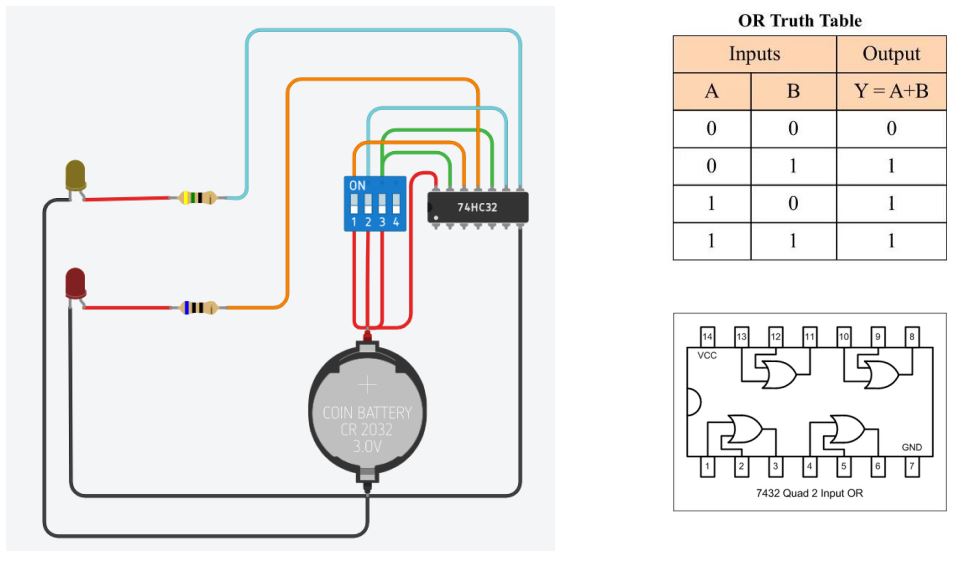 ON
1 2 3 4
74HC32
COIN BATTERY
CR 2032
3.0V
OR Truth Table
Inputs Output
A B Y = A+B
0 0 0
0 1 1
1 0 1
1 1 1
14 13 12 11 10 9 8
VCC
GND
1 2 3 4 5 6 7
7432 Quad 2 Input OR